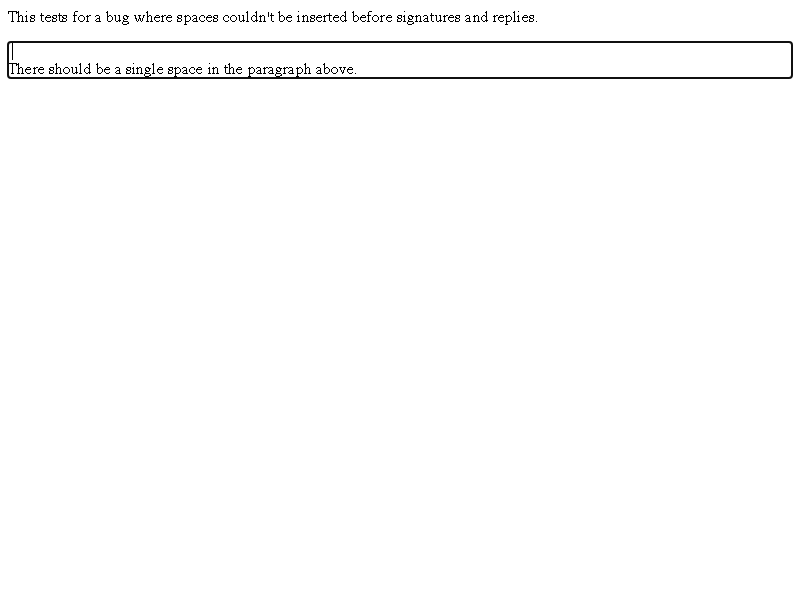 This tests for a bug where spaces couldn't be inserted before signatures and replies.
There should be a single space in the paragraph above.